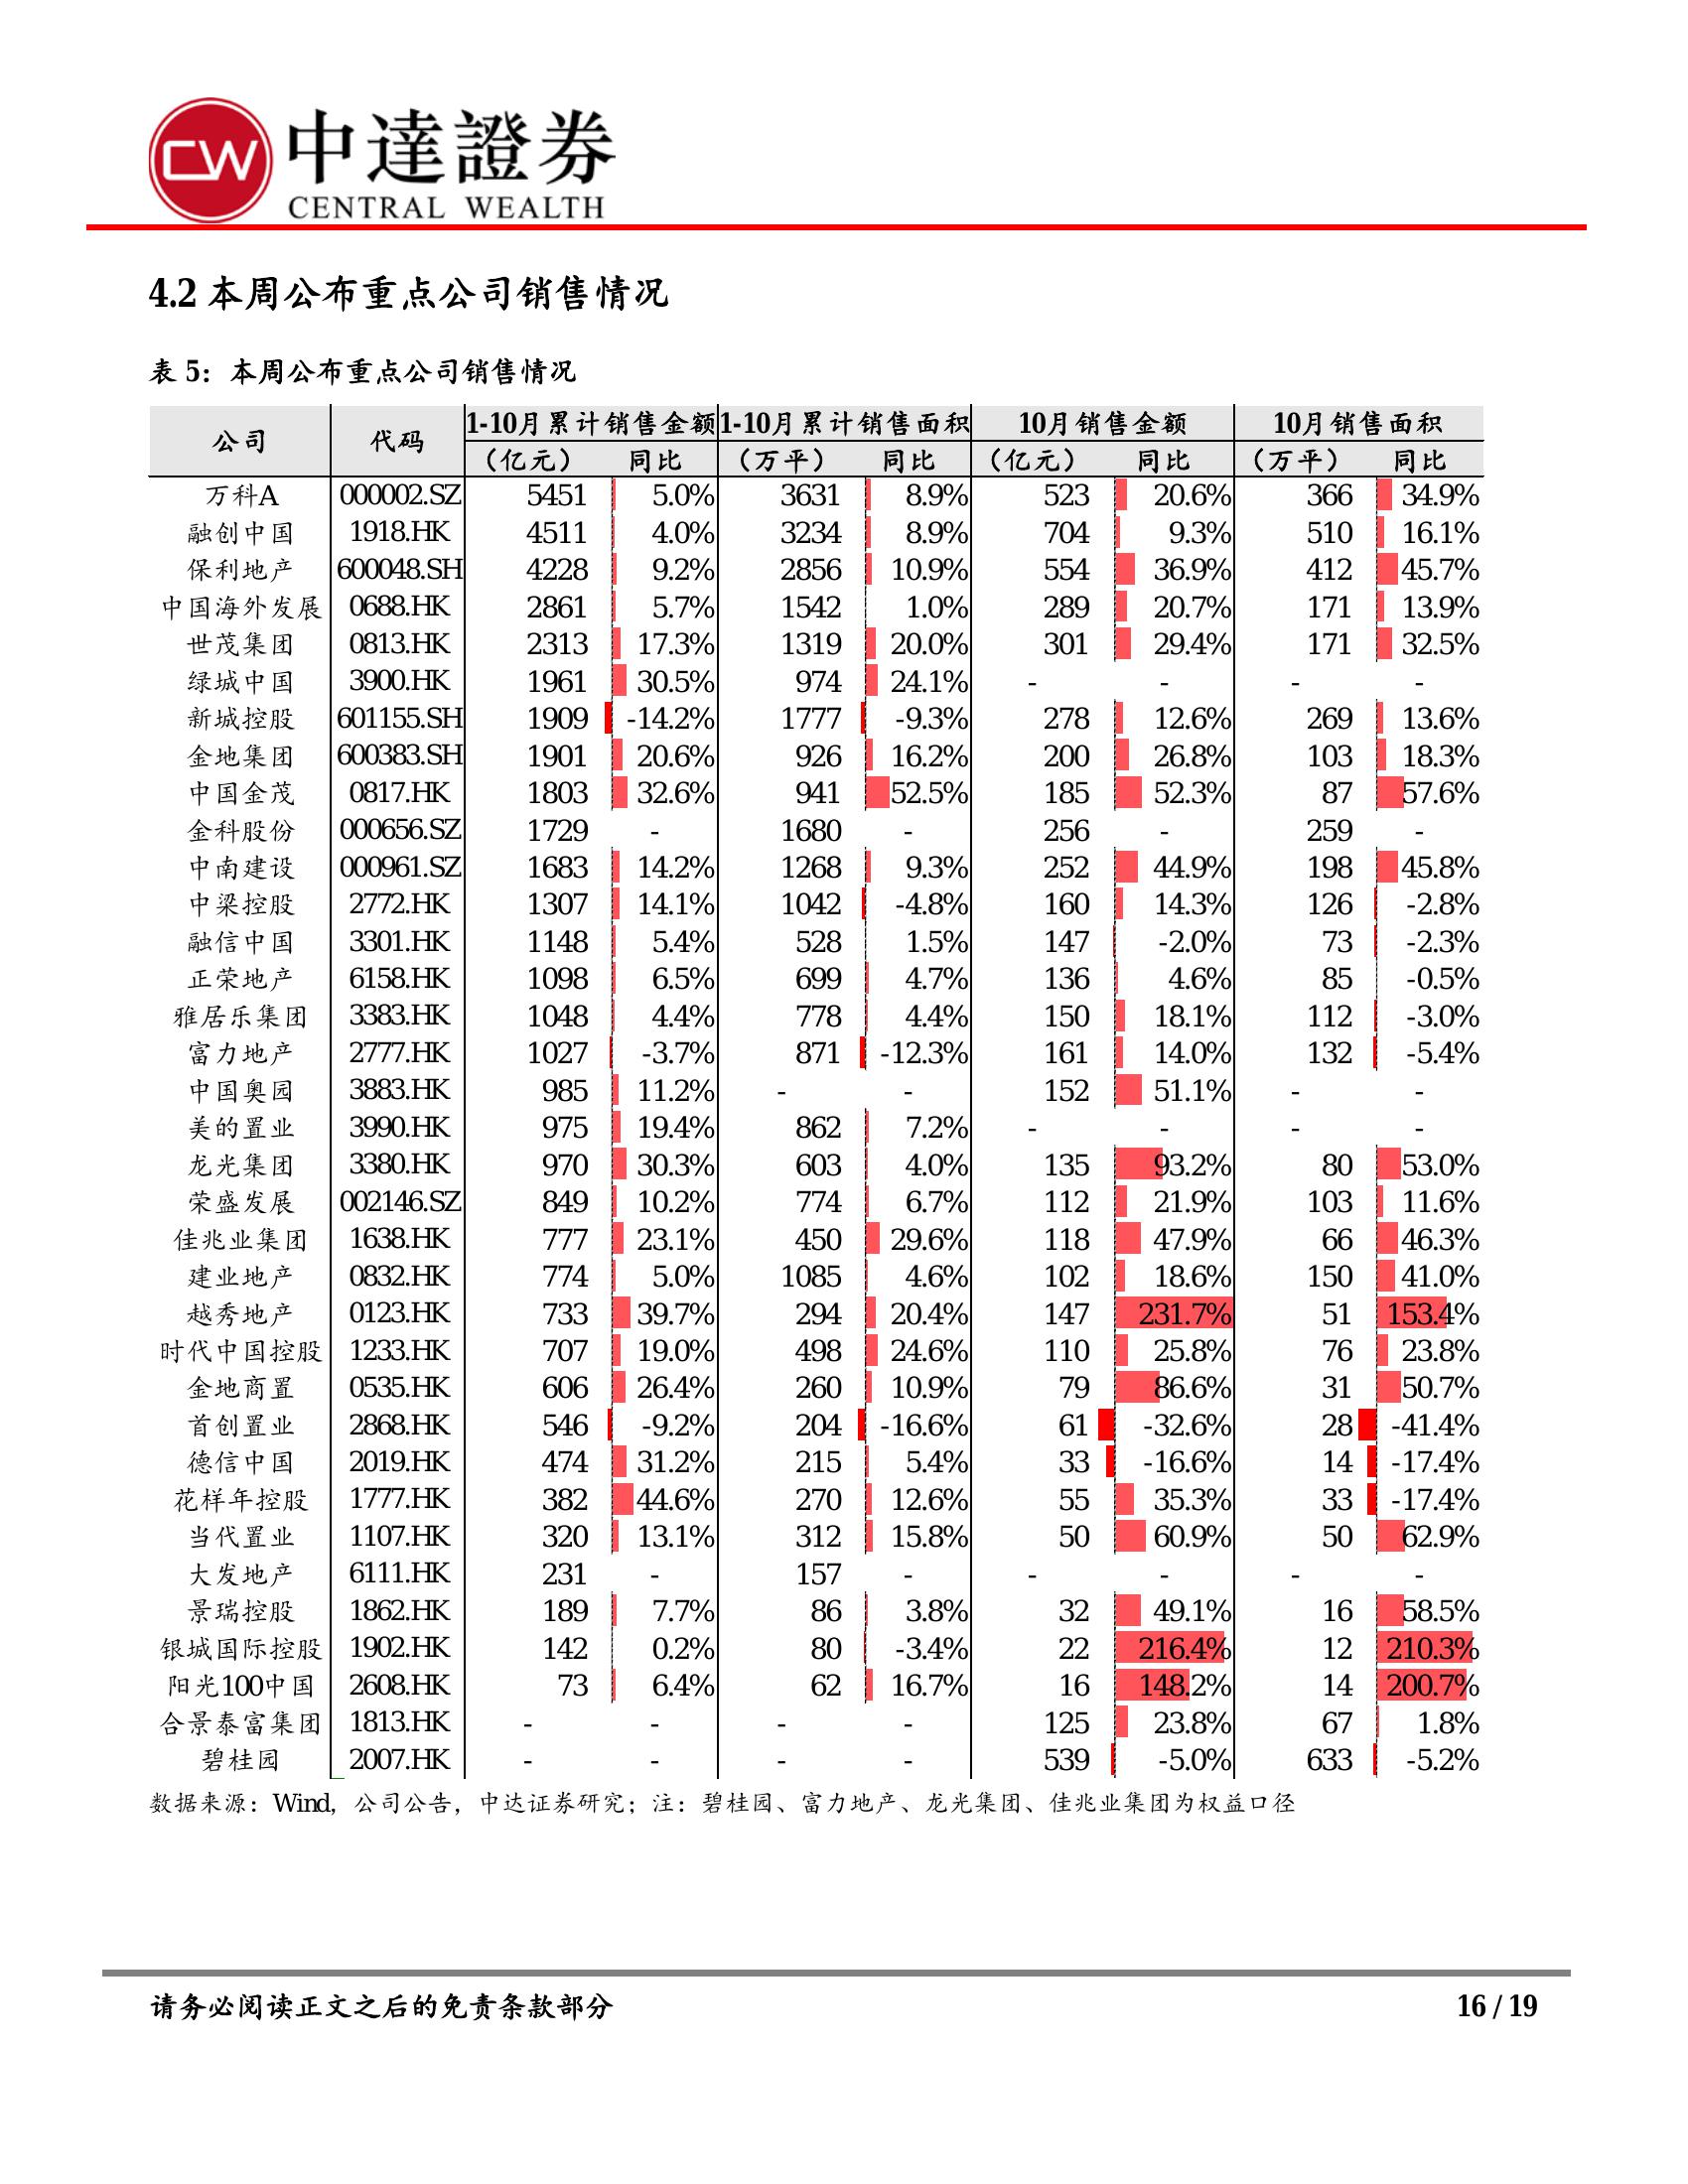 CW 中達證券
CENTRAL WEALTH
4.2 本周公布重点公司销售情况
表 5：本周公布重点公司销售情况
公司 代码 1-10月累计销售金额 1-10月累计销售面积 10月销售金额 10月销售面积
（亿元） 同比 （万平） 同比 （亿元） 同比 （万平） 同比
万科A 000002.SZ 5451 5.0% 3631 8.9% 523 20.6% 366 34.9%
融创中国 1918.HK 4511 4.0% 3234 8.9% 704 9.3% 510 16.1%
保利地产 600048.SH 4228 9.2% 2856 10.9% 554 36.9% 412 45.7%
中国海外发展 0688.HK 2861 5.7% 1542 1.0% 289 20.7% 171 13.9%
世茂集团 0813.HK 2313 17.3% 1319 20.0% 301 29.4% 171 32.5%
绿城中国 3900.HK 1961 30.5% 974 24.1% - - - -
新城控股 601155.SH 1909 -14.2% 1777 -9.3% 278 12.6% 269 13.6%
金地集团 600383.SH 1901 20.6% 926 16.2% 200 26.8% 103 18.3%
中国金茂 0817.HK 1803 32.6% 941 52.5% 185 52.3% 87 57.6%
金科股份 000656.SZ 1729 - 1680 - 256 - 259 -
中南建设 000961.SZ 1683 14.2% 1268 9.3% 252 44.9% 198 45.8%
中梁控股 2772.HK 1307 14.1% 1042 -4.8% 160 14.3% 126 -2.8%
融信中国 3301.HK 1148 5.4% 528 1.5% 147 -2.0% 73 -2.3%
正荣地产 6158.HK 1098 6.5% 699 4.7% 136 4.6% 85 -0.5%
雅居乐集团 3383.HK 1048 4.4% 778 4.4% 150 18.1% 112 -3.0%
富力地产 2777.HK 1027 -3.7% 871 -12.3% 161 14.0% 132 -5.4%
中国奥园 3883.HK 985 11.2% - - 152 51.1% - -
美的置业 3990.HK 975 19.4% 862 7.2% - - - -
龙光集团 3380.HK 970 30.3% 603 4.0% 135 93.2% 80 53.0%
荣盛发展 002146.SZ 849 10.2% 774 6.7% 112 21.9% 103 11.6%
佳兆业集团 1638.HK 777 23.1% 450 29.6% 118 47.9% 66 46.3%
建业地产 0832.HK 774 5.0% 1085 4.6% 102 18.6% 150 41.0%
越秀地产 0123.HK 733 39.7% 294 20.4% 147 231.7% 51 153.4%
时代中国控股 1233.HK 707 19.0% 498 24.6% 110 25.8% 76 23.8%
金地商置 0535.HK 606 26.4% 260 10.9% 79 86.6% 31 50.7%
首创置业 2868.HK 546 -9.2% 204 -16.6% 61 -32.6% 28 -41.4%
德信中国 2019.HK 474 31.2% 215 5.4% 33 -16.6% 14 -17.4%
花样年控股 1777.HK 382 44.6% 270 12.6% 55 35.3% 33 -17.4%
当代置业 1107.HK 320 13.1% 312 15.8% 50 60.9% 50 62.9%
大发地产 6111.HK 231 - 157 - - - - -
景瑞控股 1862.HK 189 7.7% 86 3.8% 32 49.1% 16 58.5%
银城国际控股 1902.HK 142 0.2% 80 -3.4% 22 216.4% 12 210.3%
阳光100中国 2608.HK 73 6.4% 62 16.7% 16 148.2% 14 200.7%
合景泰富集团 1813.HK - - - - 125 23.8% 67 1.8%
碧桂园 2007.HK - - - - 539 -5.0% 633 -5.2%
数据来源：Wind，公司公告，中达证券研究；注：碧桂园、富力地产、龙光集团、佳兆业集团为权益口径
请务必阅读正文之后的免责条款部分 16 / 19